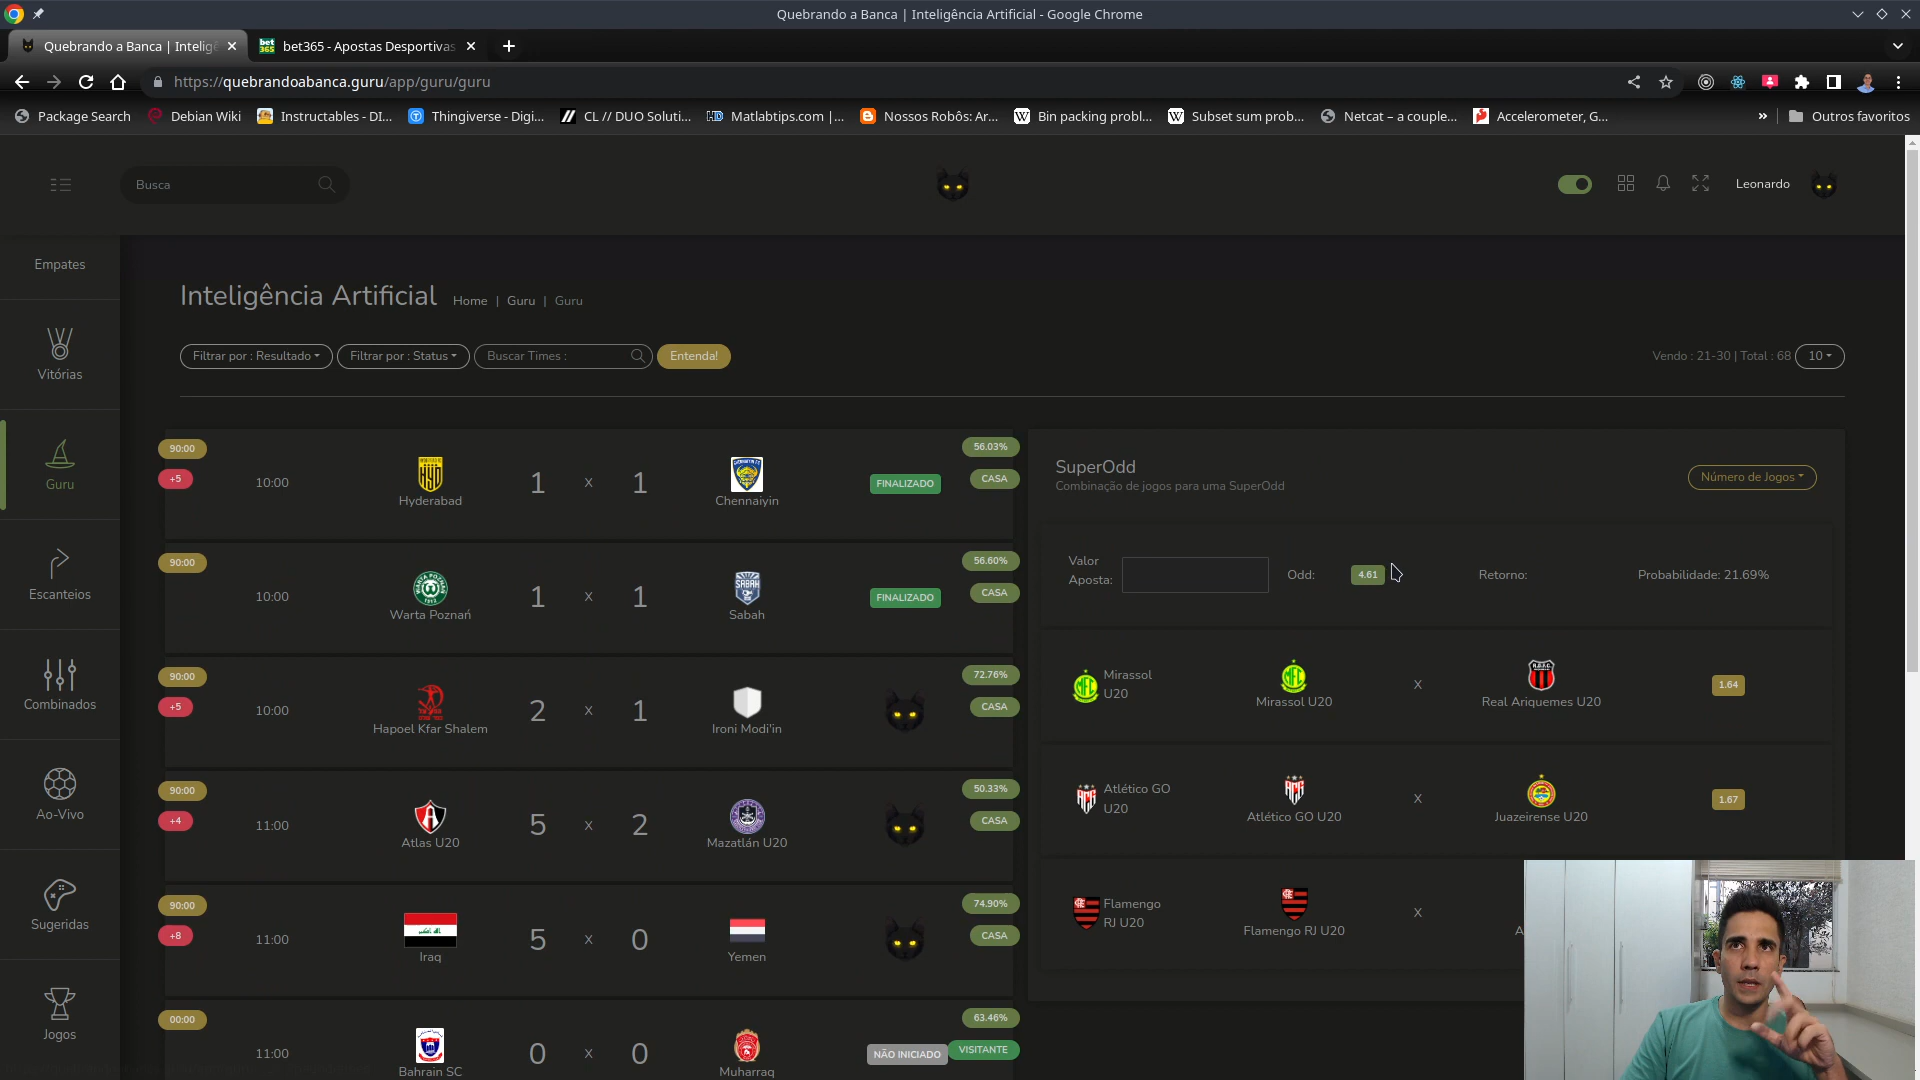 Quebrando a Banca | Inteligência Artificial - Google Chrome
Quebrando a Banca | Intelig
bet365 - Apostas Desportivas
https://quebrandoabanca.guru/app/guru/guru
Package Search
Debian Wiki
Instructables - DI...
Thingiverse - Digi...
CL // DUO Soluti...
Matlabtips.com |...
Nossos Robôs: Ar...
Bin packing probl...
Subset sum prob...
Netcat – a couple...
Accelerometer, G...
»
Outros favoritos
Busca
Leonardo
Empates
Vitórias
Guru
Escanteios
Combinados
Ao-Vivo
Sugeridas
Jogos
Inteligência Artificial
Home | Guru | Guru
Filtrar por : Resultado
Filtrar por : Status
Buscar Times :
Entenda!
Vendo : 21-30 | Total : 68
10
90:00
+5
10:00
Hyderabad
1 x 1
Chennaiyin
FINALIZADO
56.03%
CASA
90:00
10:00
Warta Poznań
1 x 1
Sabah
FINALIZADO
56.60%
CASA
90:00
+5
10:00
Hapoel Kfar Shalem
2 x 1
Ironi Modi'in
72.76%
CASA
90:00
+4
11:00
Atlas U20
5 x 2
Mazatlán U20
50.33%
CASA
90:00
+8
11:00
Iraq
5 x 0
Yemen
74.90%
CASA
00:00
11:00
Bahrain SC
0 x 0
Muharraq
NÃO INICIADO
63.46%
VISITANTE
SuperOdd
Combinação de jogos para uma SuperOdd
Número de Jogos
Valor
Aposta:
Odd:
4.61
Retorno:
Probabilidade: 21.69%
Mirassol
U20
Mirassol U20
X
Real Ariquemes U20
1.64
Atlético GO
U20
Atlético GO U20
X
Juazeirense U20
1.67
Flamengo
RJ U20
Flamengo RJ U20
X
A